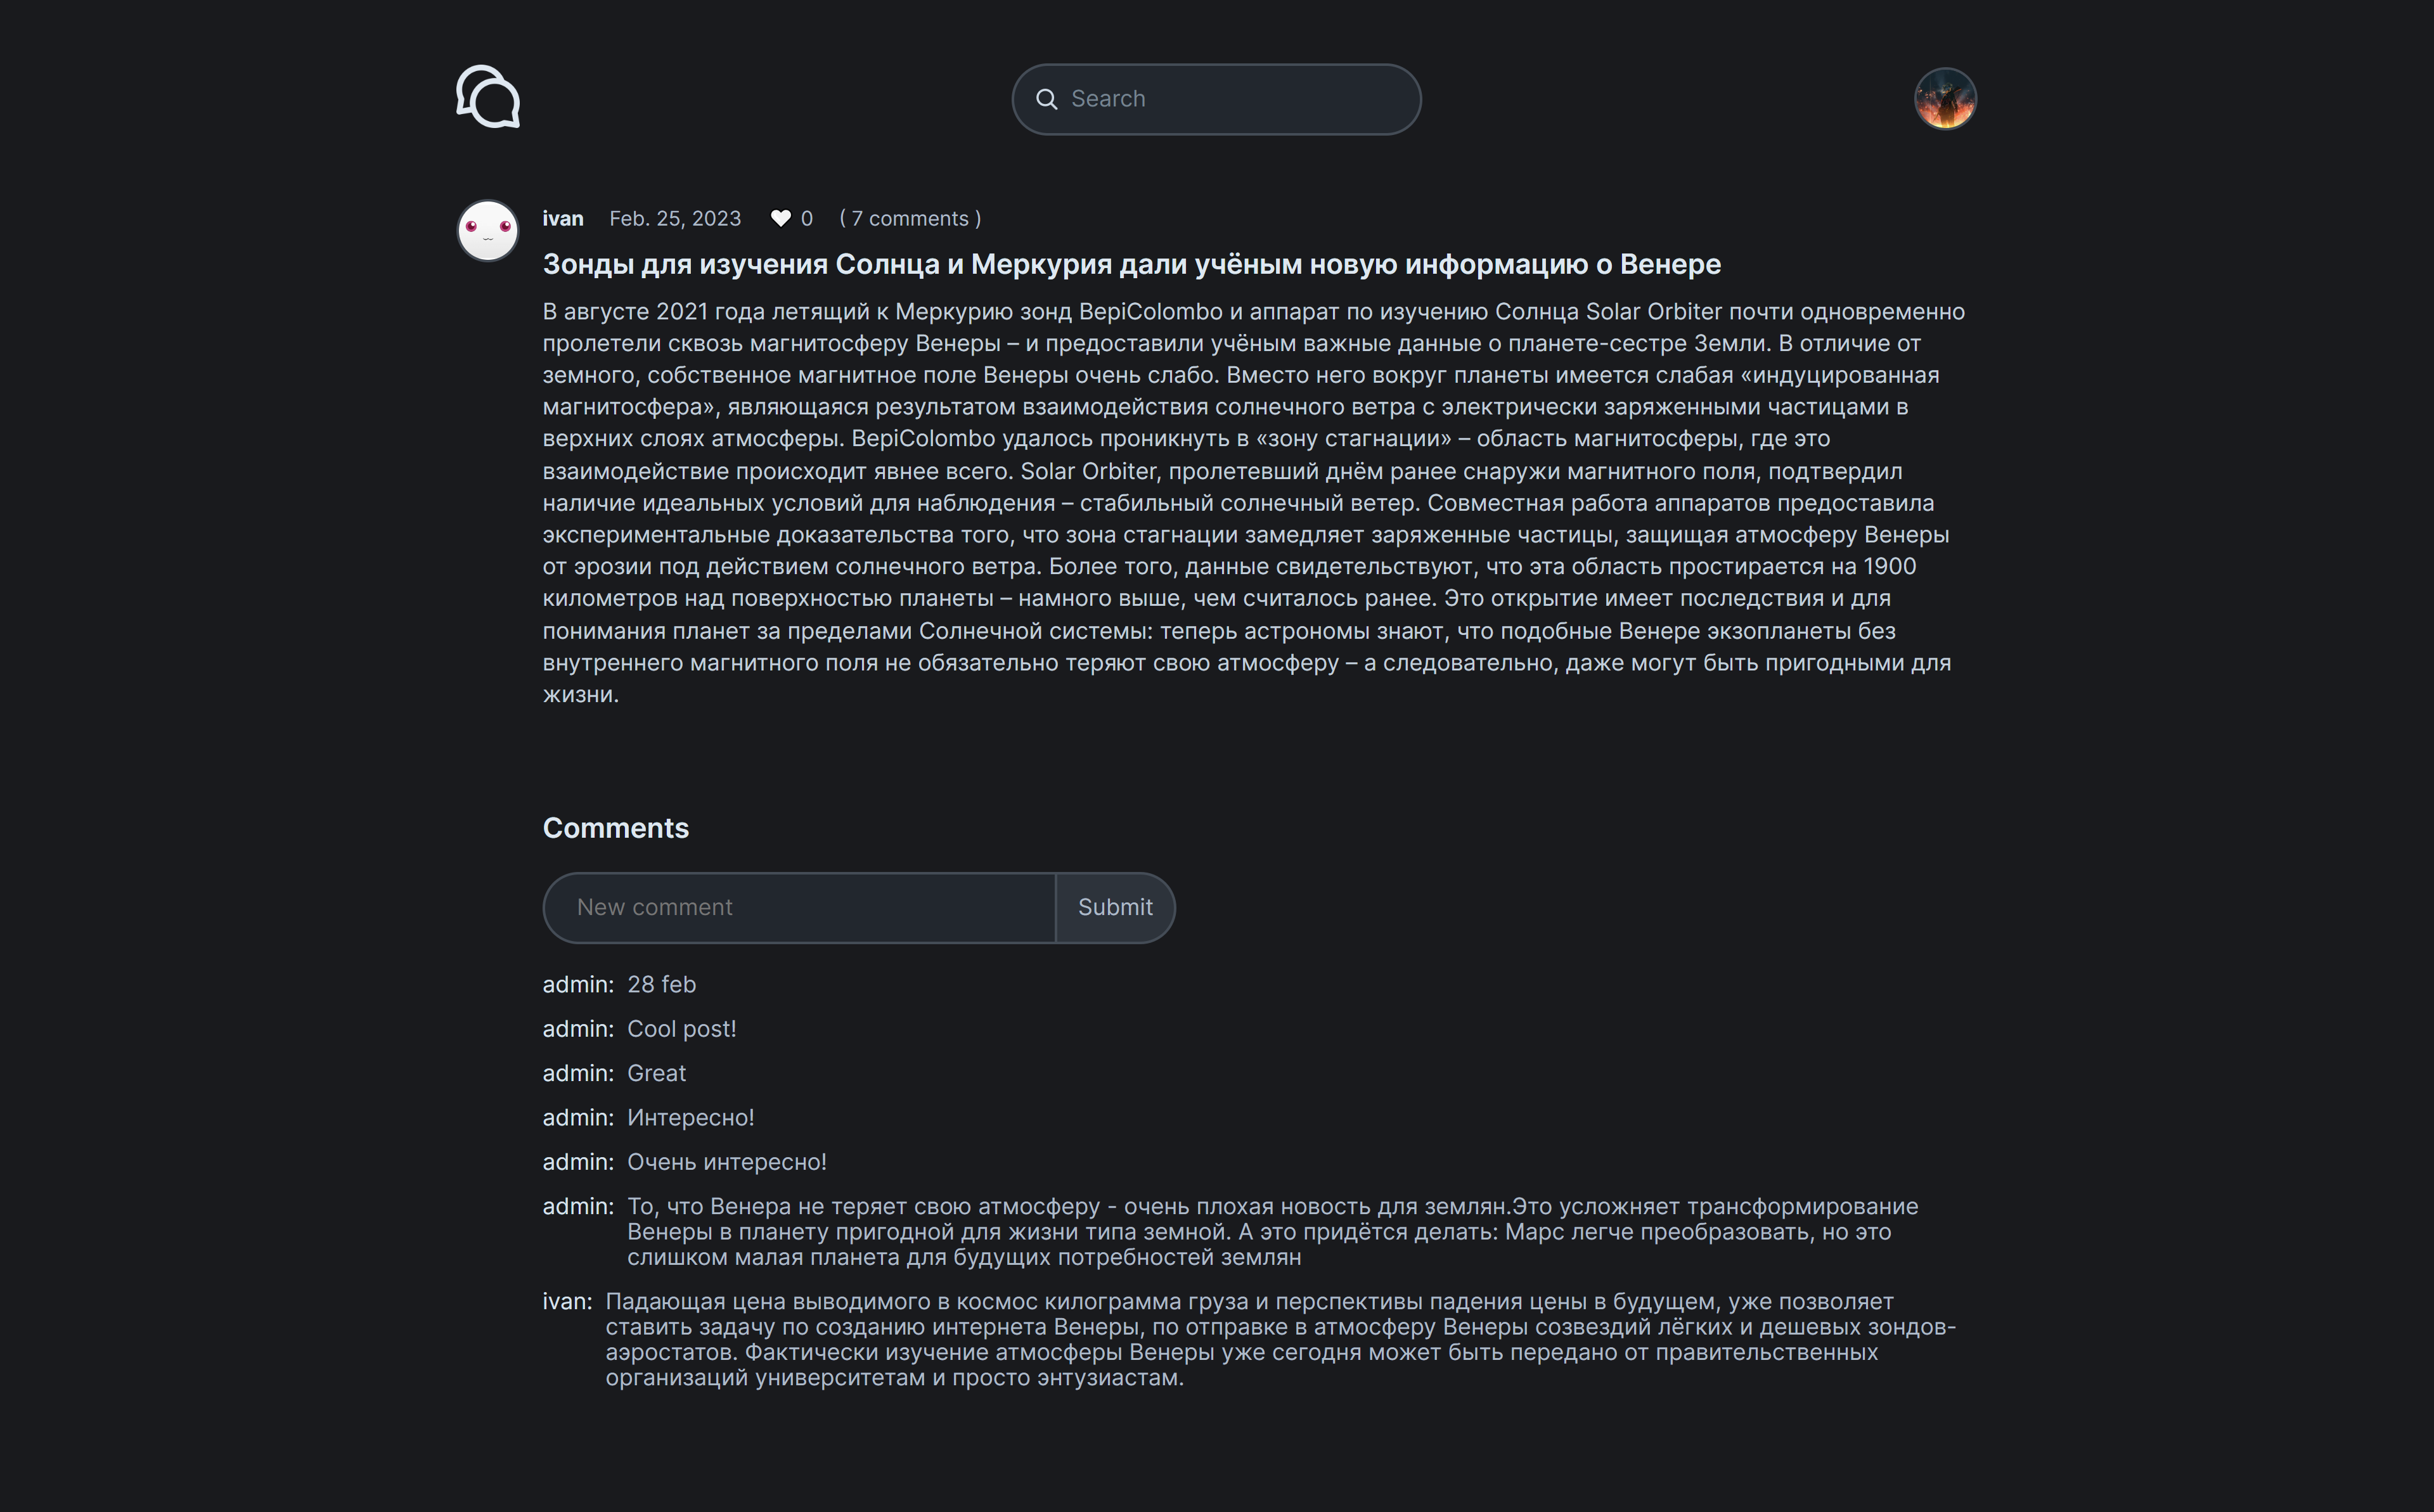 Search
ivan Feb. 25, 2023 0 ( 7 comments )
Зонды для изучения Солнца и Меркурия дали учёным новую информацию о Венере
В августе 2021 года летящий к Меркурию зонд BepiColombo и аппарат по изучению Солнца Solar Orbiter почти одновременно
пролетели сквозь магнитосферу Венеры – и предоставили учёным важные данные о планете-сестре Земли. В отличие от
земного, собственное магнитное поле Венеры очень слабо. Вместо него вокруг планеты имеется слабая «индуцированная
магнитосфера», являющаяся результатом взаимодействия солнечного ветра с электрически заряженными частицами в
верхних слоях атмосферы. BepiColombo удалось проникнуть в «зону стагнации» – область магнитосферы, где это
взаимодействие происходит явнее всего. Solar Orbiter, пролетевший днём ранее снаружи магнитного поля, подтвердил
наличие идеальных условий для наблюдения – стабильный солнечный ветер. Совместная работа аппаратов предоставила
экспериментальные доказательства того, что зона стагнации замедляет заряженные частицы, защищая атмосферу Венеры
от эрозии под действием солнечного ветра. Более того, данные свидетельствуют, что эта область простирается на 1900
километров над поверхностью планеты – намного выше, чем считалось ранее. Это открытие имеет последствия и для
понимания планет за пределами Солнечной системы: теперь астрономы знают, что подобные Венере экзопланеты без
внутреннего магнитного поля не обязательно теряют свою атмосферу – а следовательно, даже могут быть пригодными для
жизни.
Comments
New comment Submit
admin: 28 feb
admin: Cool post!
admin: Great
admin: Интересно!
admin: Очень интересно!
admin: То, что Венера не теряет свою атмосферу - очень плохая новость для землян.Это усложняет трансформирование
Венеры в планету пригодной для жизни типа земной. А это придётся делать: Марс легче преобразовать, но это
слишком малая планета для будущих потребностей землян
ivan: Падающая цена выводимого в космос килограмма груза и перспективы падения цены в будущем, уже позволяет
ставить задачу по созданию интернета Венеры, по отправке в атмосферу Венеры созвездий лёгких и дешевых зондов-
аэростатов. Фактически изучение атмосферы Венеры уже сегодня может быть передано от правительственных
организаций университетам и просто энтузиастам.